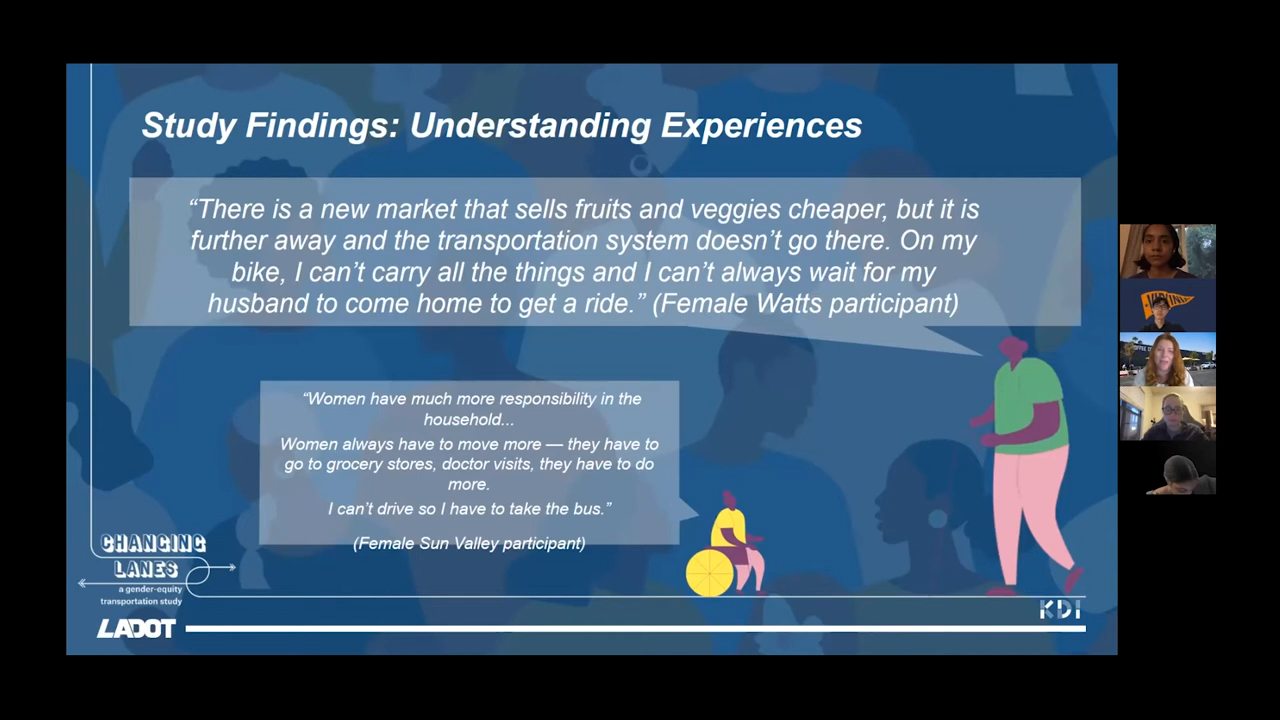 Study Findings: Understanding Experiences
“There is a new market that sells fruits and veggies cheaper, but it is
further away and the transportation system doesn’t go there. On my
bike, I can’t carry all the things and I can’t always wait for my
husband to come home to get a ride.” (Female Watts participant)
“Women have much more responsibility in the
household...
Women always have to move more — they have to
go to grocery stores, doctor visits, they have to do
more.
I can’t drive so I have to take the bus.”
(Female Sun Valley participant)
CHANGING
LANES
a gender-equity
transportation study
LADOT
KDI